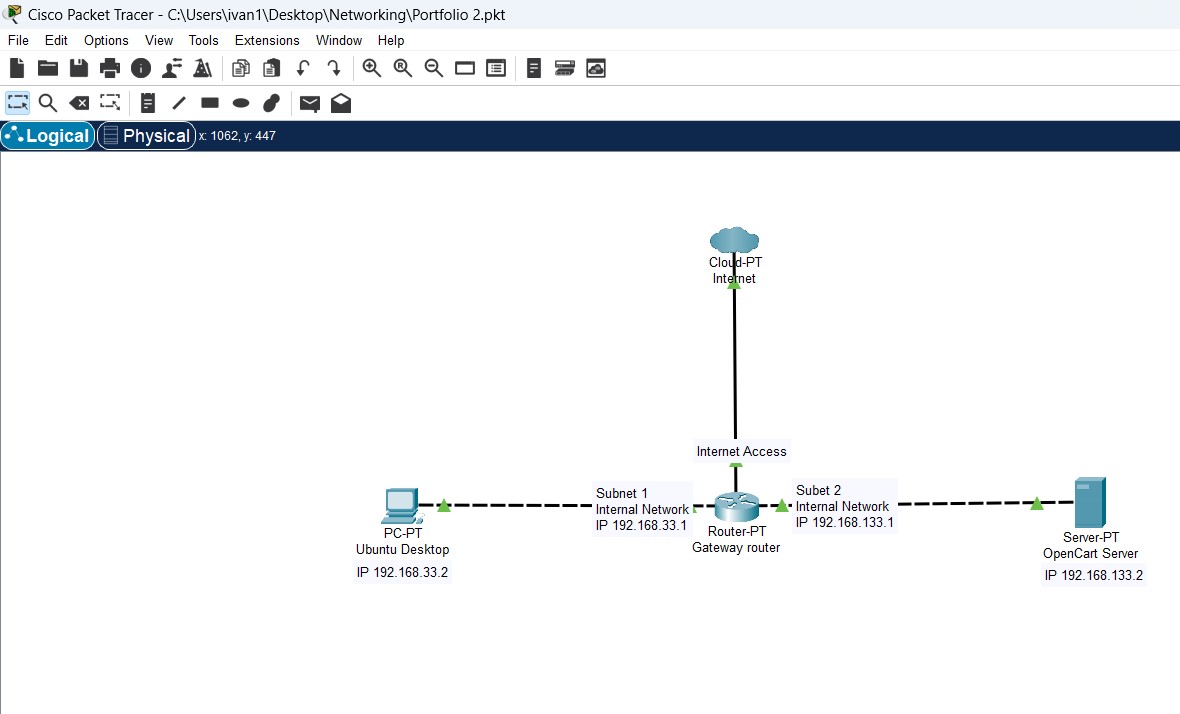 Cisco Packet Tracer - C:\Users\ivan1\Desktop\Networking\Portfolio 2.pkt
File Edit Options View Tools Extensions Window Help
Logical Physical x: 1062, y: 447
Cloud-PT
Internet
Internet Access
Subnet 1
Internal Network
IP 192.168.33.1
Subet 2
Internal Network
IP 192.168.133.1
PC-PT
Ubuntu Desktop
IP 192.168.33.2
Router-PT
Gateway router
Server-PT
OpenCart Server
IP 192.168.133.2